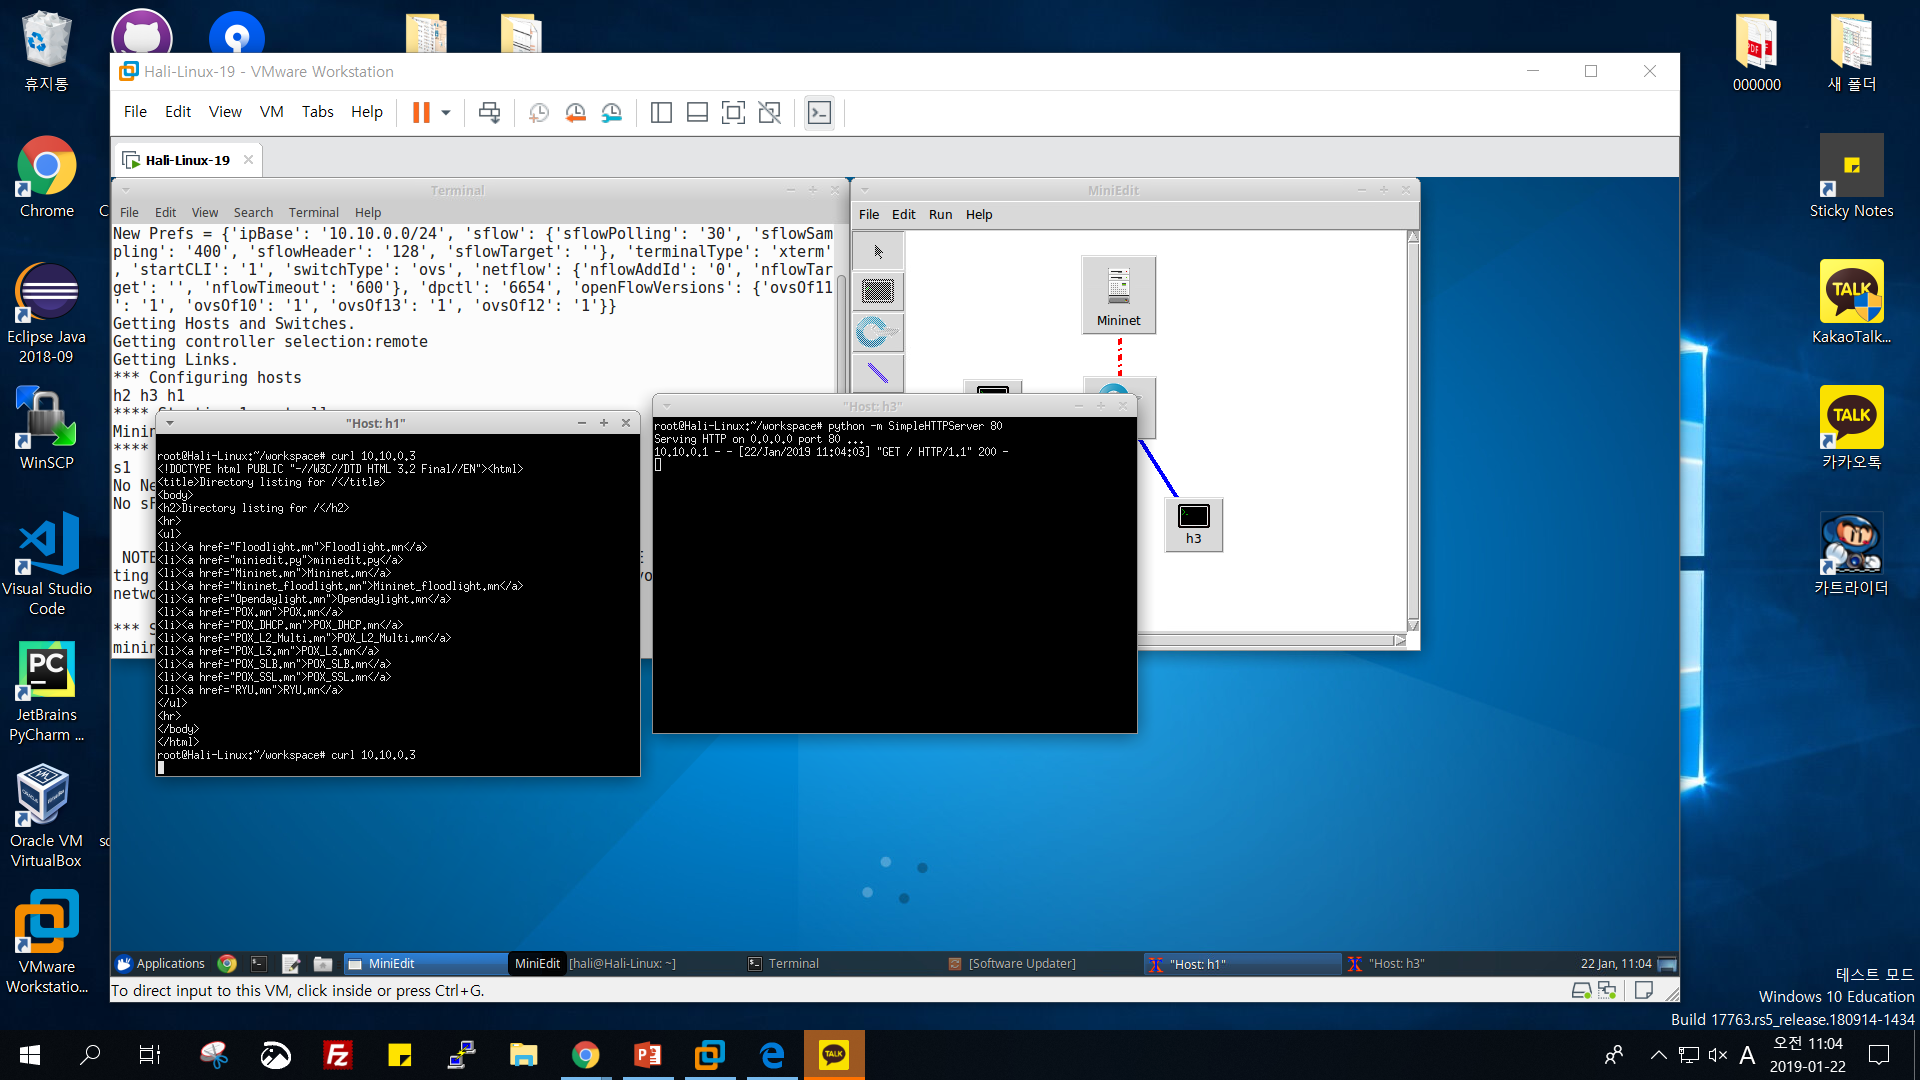 휴지통
Chrome
Eclipse Java
2018-09
WinSCP
Visual Studio
Code
JetBrains
PyCharm ...
Oracle VM
VirtualBox
VMware
Workstatio...
Hali-Linux-19 - VMware Workstation
File Edit View VM Tabs Help
Hali-Linux-19
Terminal
File Edit View Search Terminal Help
New Prefs = {'ipBase': '10.10.0.0/24', 'sflow': {'sflowPolling': '30', 'sflowSam
pling': '400', 'sflowHeader': '128', 'sflowTarget': ''}, 'terminalType': 'xterm'
, 'startCLI': '1', 'switchType': 'ovs', 'netflow': {'nflowAddId': '0', 'nflowTar
get': '', 'nflowTimeout': '600'}, 'dpctl': '6654', 'openFlowVersions': {'ovsOf11
': '1', 'ovsOf10': '1', 'ovsOf13': '1', 'ovsOf12': '1'}}
Getting Hosts and Switches.
Getting controller selection:remote
Getting Links.
*** Configuring hosts
h2 h3 h1
****
Minin
****
s1
No Ne
No sF
NOTE
ting
netwo
*** S
minin
"Host: h1"
root@Hali-Linux:~/workspace# curl 10.10.0.3
<!DOCTYPE html PUBLIC "-//W3C//DTD HTML 3.2 Final//EN"><html>
<title>Directory listing for /</title>
<body>
<h2>Directory listing for /</h2>
<hr>
<ul>
<li><a href="Floodlight.mn">Floodlight.mn</a>
<li><a href="miniedit.py">miniedit.py</a>
<li><a href="Mininet.mn">Mininet.mn</a>
<li><a href="Mininet_floodlight.mn">Mininet_floodlight.mn</a>
<li><a href="Opendaylight.mn">Opendaylight.mn</a>
<li><a href="POX.mn">POX.mn</a>
<li><a href="POX_DHCP.mn">POX_DHCP.mn</a>
<li><a href="POX_L2_Multi.mn">POX_L2_Multi.mn</a>
<li><a href="POX_L3.mn">POX_L3.mn</a>
<li><a href="POX_SLB.mn">POX_SLB.mn</a>
<li><a href="POX_SSL.mn">POX_SSL.mn</a>
<li><a href="RYU.mn">RYU.mn</a>
</ul>
<hr>
</body>
</html>
root@Hali-Linux:~/workspace# curl 10.10.0.3
MiniEdit
File Edit Run Help
Mininet
h3
"Host: h3"
root@Hali-Linux:~/workspace# python -m SimpleHTTPServer 80
Serving HTTP on 0.0.0.0 port 80 ...
10.10.0.1 - - [22/Jan/2019 11:04:03] "GET / HTTP/1.1" 200 -
Applications
MiniEdit
MiniEdit
[hali@Hali-Linux: ~]
Terminal
[Software Updater]
"Host: h1"
"Host: h3"
22 Jan, 11:04
To direct input to this VM, click inside or press Ctrl+G.
PDF
000000
새 폴더
Sticky Notes
TALK
KakaoTalk...
TALK
카카오톡
카트라이더
テスト モード
Windows 10 Education
Build 17763.rs5_release.180914-1434
TALK
A
오전 11:04
2019-01-22